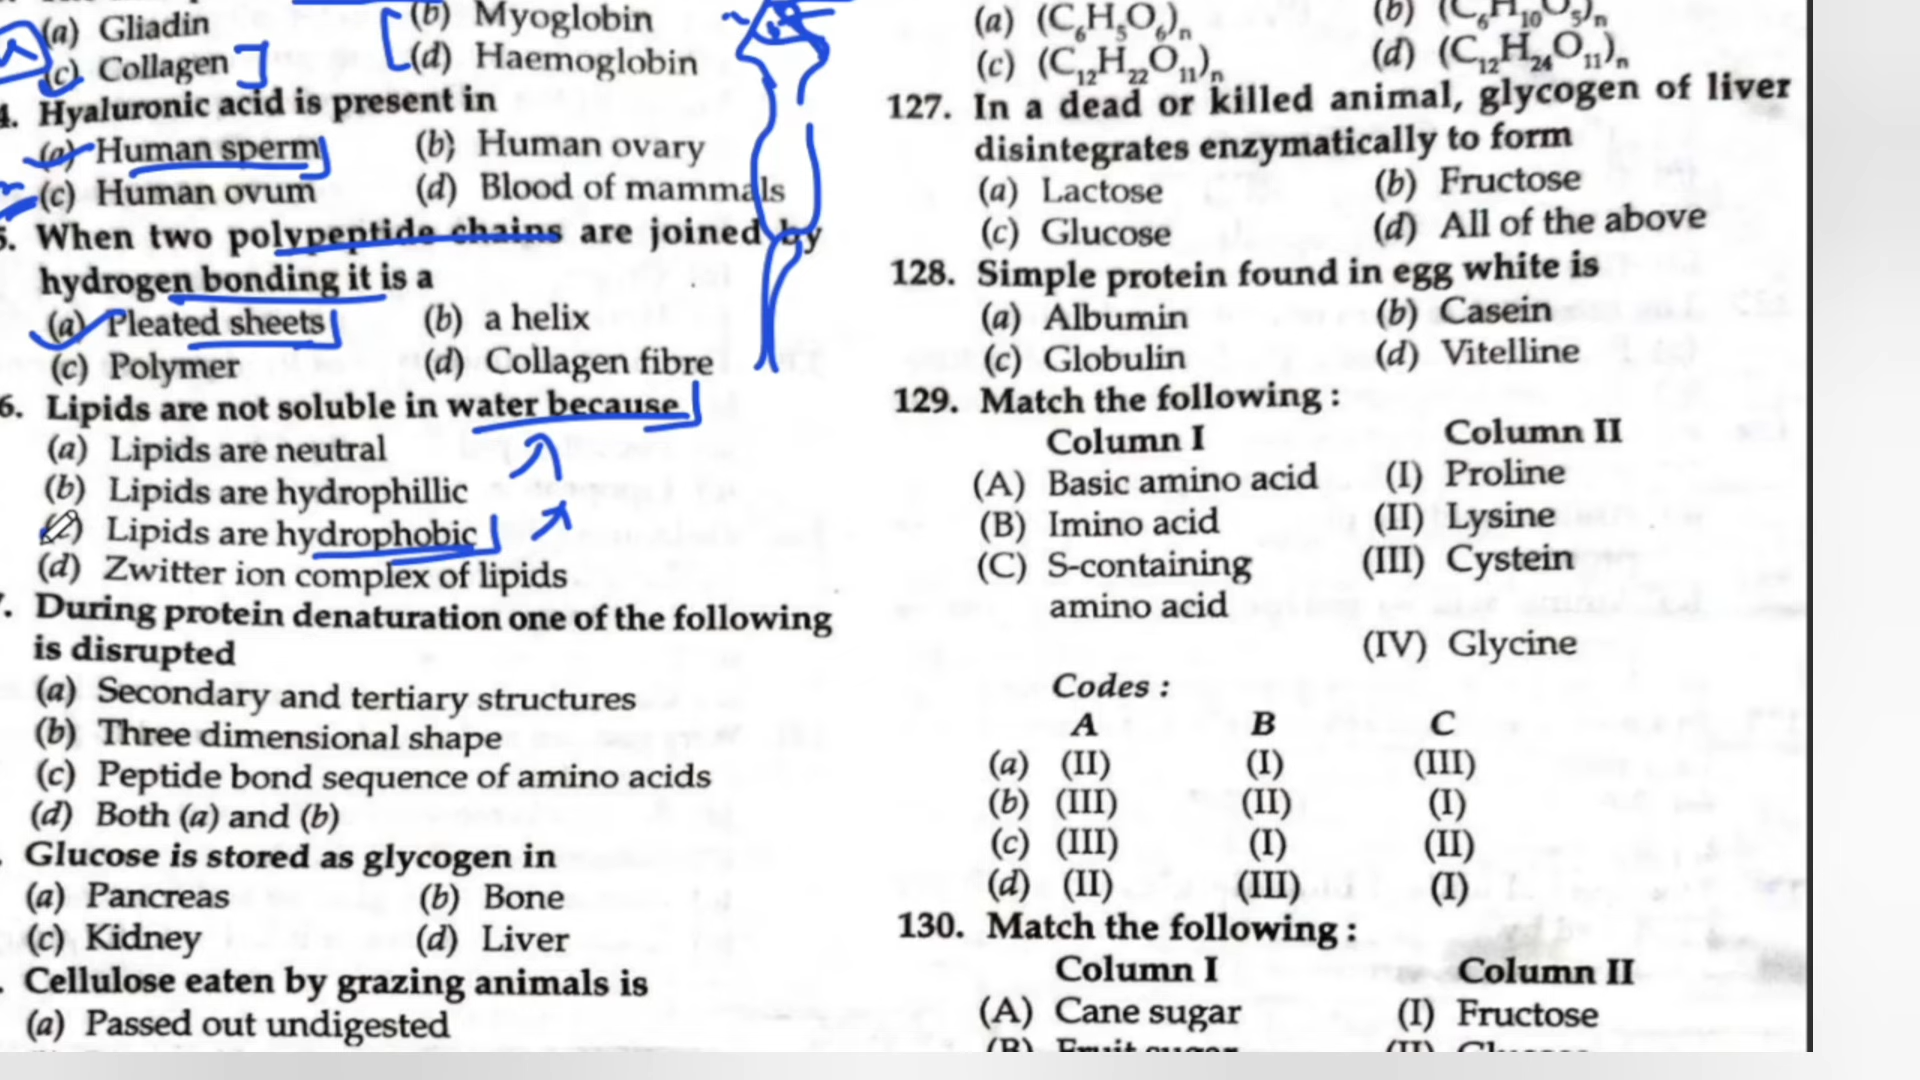 (a) Gliadin (b) Myoglobin
(c) Collagen (d) Haemoglobin
4. Hyaluronic acid is present in
(a) Human sperm (b) Human ovary
(c) Human ovum (d) Blood of mammals
5. When two polypeptide chains are joined by
hydrogen bonding it is a
(a) Pleated sheets (b) a helix
(c) Polymer (d) Collagen fibre
6. Lipids are not soluble in water because
(a) Lipids are neutral
(b) Lipids are hydrophillic
Lipids are hydrophobic
(d) Zwitter ion complex of lipids
. During protein denaturation one of the following
is disrupted
(a) Secondary and tertiary structures
(b) Three dimensional shape
(c) Peptide bond sequence of amino acids
(d) Both (a) and (b)
Glucose is stored as glycogen in
(a) Pancreas (b) Bone
(c) Kidney (d) Liver
. Cellulose eaten by grazing animals is
(a) Passed out undigested
(a) (C₆H₅O₆)ₙ (b) (C₆H₁₀O₅)ₙ
(c) (C₁₂H₂₂O₁₁)ₙ (d) (C₁₂H₂₄O₁₁)ₙ
127. In a dead or killed animal, glycogen of liver
disintegrates enzymatically to form
(a) Lactose (b) Fructose
(c) Glucose (d) All of the above
128. Simple protein found in egg white is
(a) Albumin (b) Casein
(c) Globulin (d) Vitelline
129. Match the following :
Column I Column II
(A) Basic amino acid (I) Proline
(B) Imino acid (II) Lysine
(C) S-containing (III) Cystein
amino acid
(IV) Glycine
Codes :
A B C
(a) (II) (I) (III)
(b) (III) (II) (I)
(c) (III) (I) (II)
(d) (II) (III) (I)
130. Match the following :
Column I Column II
(A) Cane sugar (I) Fructose
(B) Fruit sugar (II) Glucose